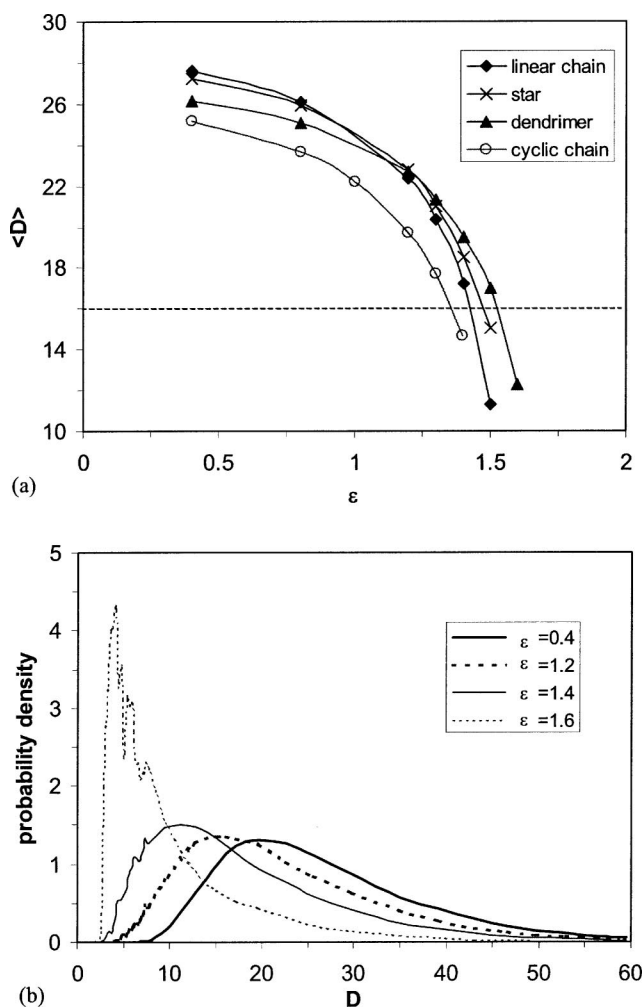 30
26
22
18
14
10
<D>
linear chain
star
dendrimer
cyclic chain
0
0.5
1
1.5
2
(a)
ε
5
4
3
2
1
0
probability density
ε =0.4
ε =1.2
ε =1.4
ε =1.6
0
10
20
30
40
50
60
(b)
D